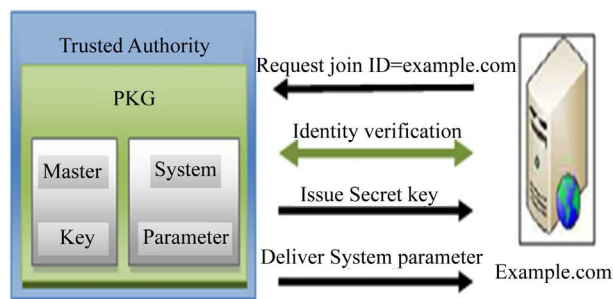 Trusted Authority
PKG
Master
Key
System
Parameter
Request join ID=example.com
Identity verification
Issue Secret key
Deliver System parameter
Example.com